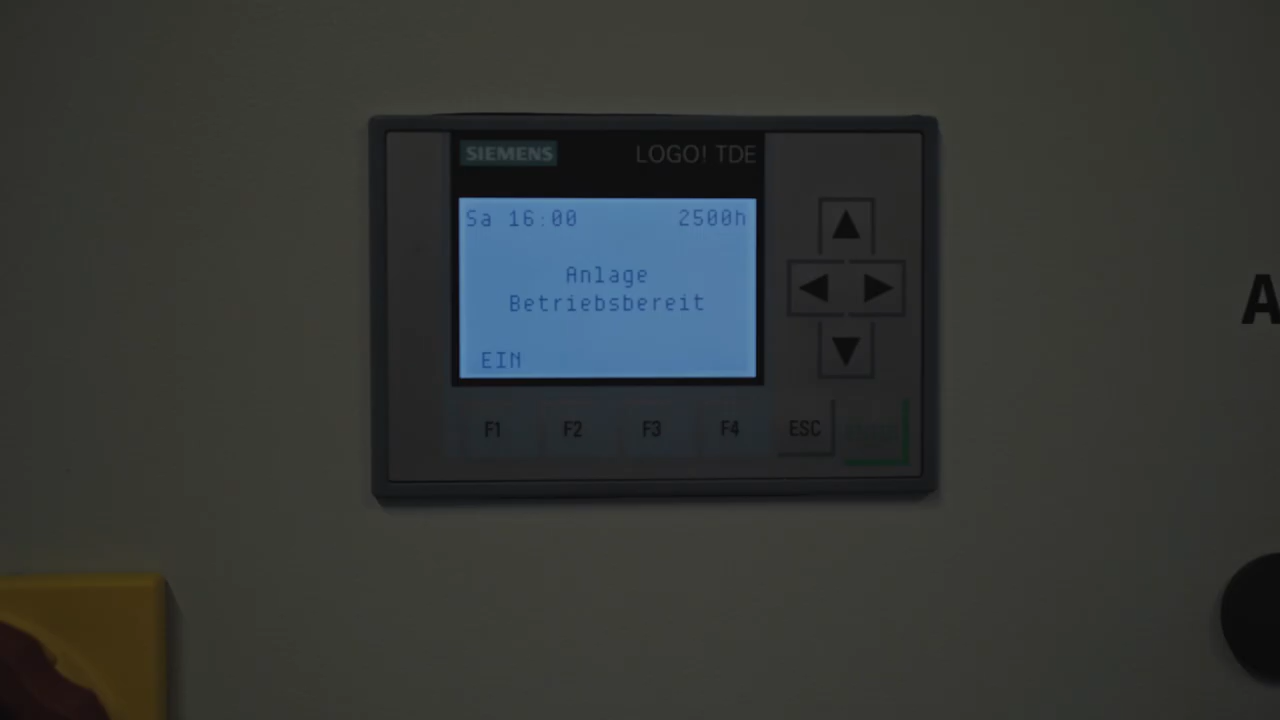 SIEMENS LOGO! TDE
Sa 16:00 2500h
Anlage
Betriebsbereit
EIN
F1 F2 F3 F4 ESC
A